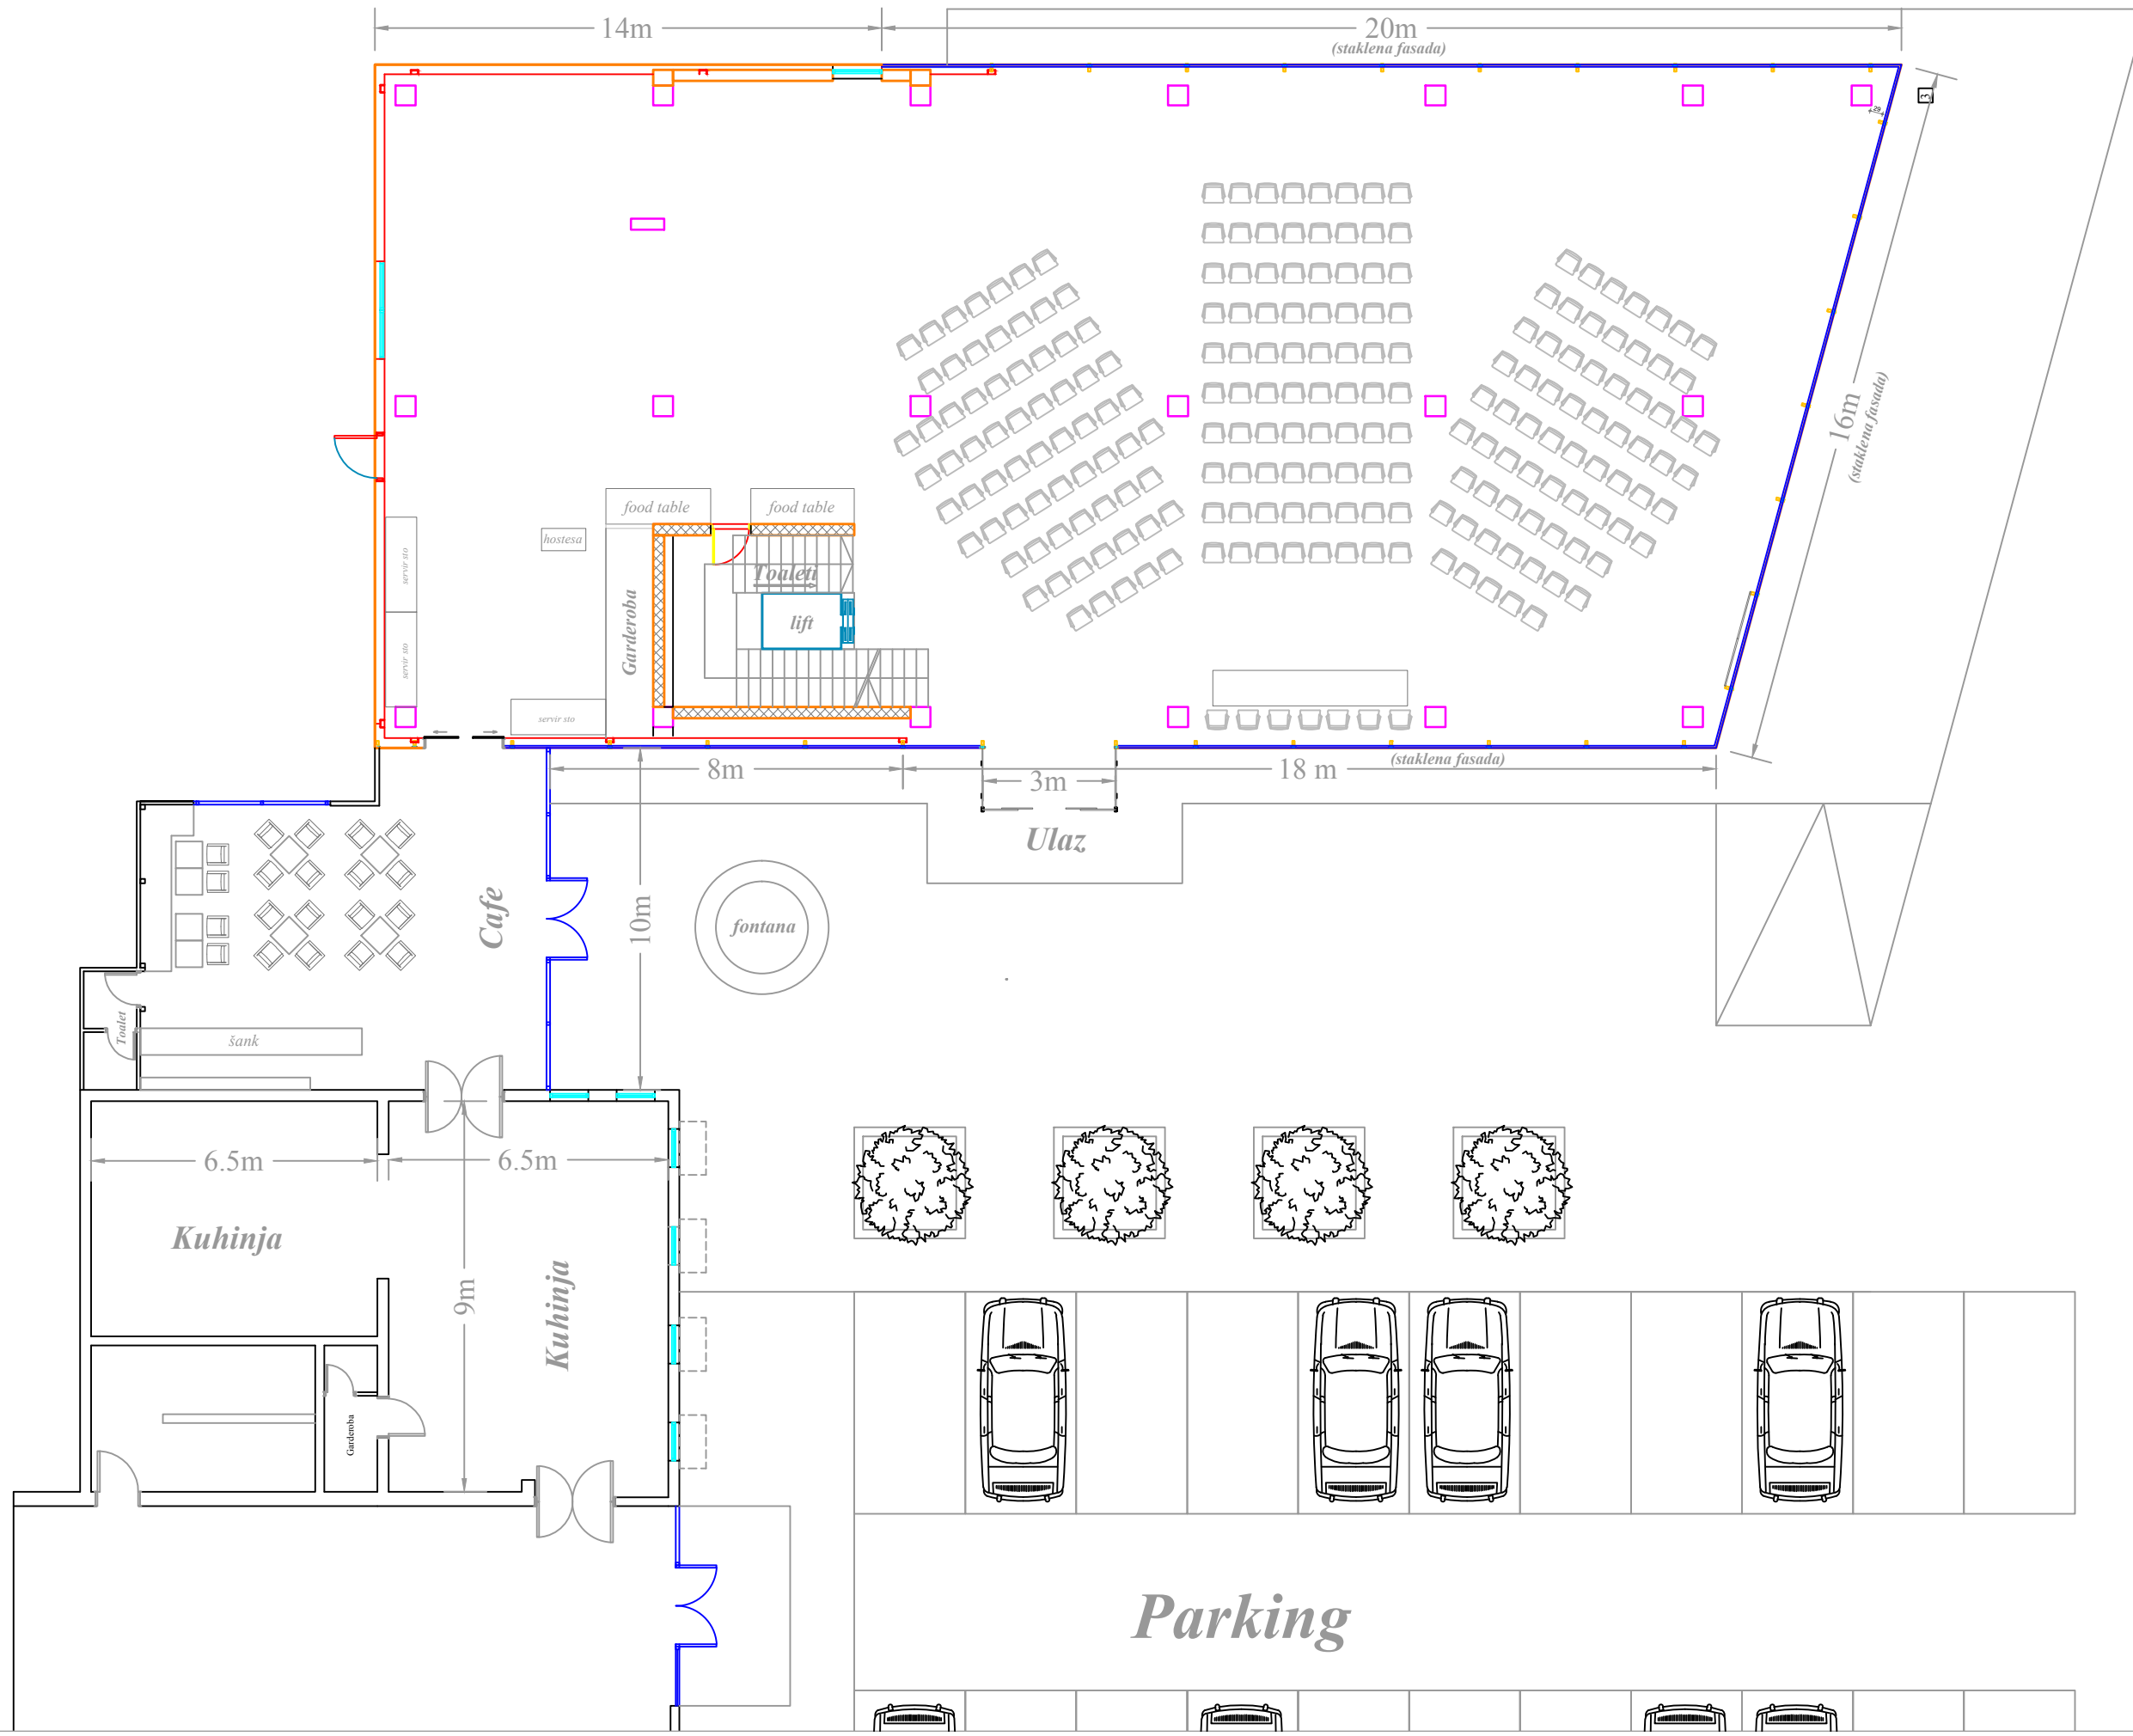 14m
20m
(staklena fasada)
3
29
16m
(staklena fasada)
food table
food table
hostesa
servir sto
Toaleti
Garderoba
lift
servir sto
servir sto
8m
3m
18 m
(staklena fasada)
Ulaz
Cafe
10m
fontana
Toalet
šank
6.5m
6.5m
Kuhinja
9m
Kuhinja
Garderoba
Parking